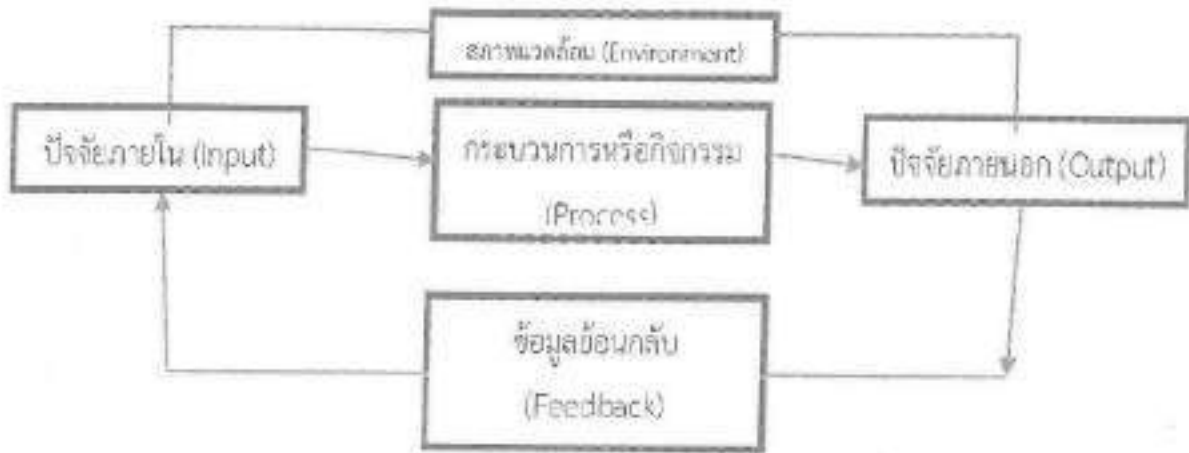 สภาพแวดล้อม (Environment)
ปัจจัยภายใน (Input)
กระบวนการหรือกิจกรรม
(Process)
ปัจจัยภายนอก (Output)
ข้อมูลย้อนกลับ
(Feedback)